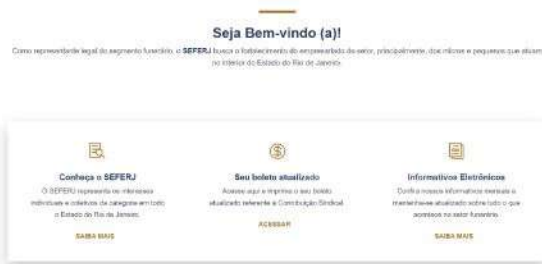 Seja Bem-vindo (a)!
Como representante legal do segmento funerário, o SEFERJ busca o fortalecimento do empresariado do setor, principalmente, dos micros e pequenos que atuam
no interior do Estado do Rio de Janeiro.
Conheça o SEFERJ
O SEFERJ representa os interesses
individuais e coletivos da categoria em todo
o Estado do Rio de Janeiro.
SAIBA MAIS
Seu boleto atualizado
Acesse aqui e imprima o seu boleto
atualizado referente à Contribuição Sindical.
ACESSAR
Informativos Eletrônicos
Confira nossos informativos mensais e
mantenha-se atualizado sobre tudo o que
acontece no setor funerário.
SAIBA MAIS